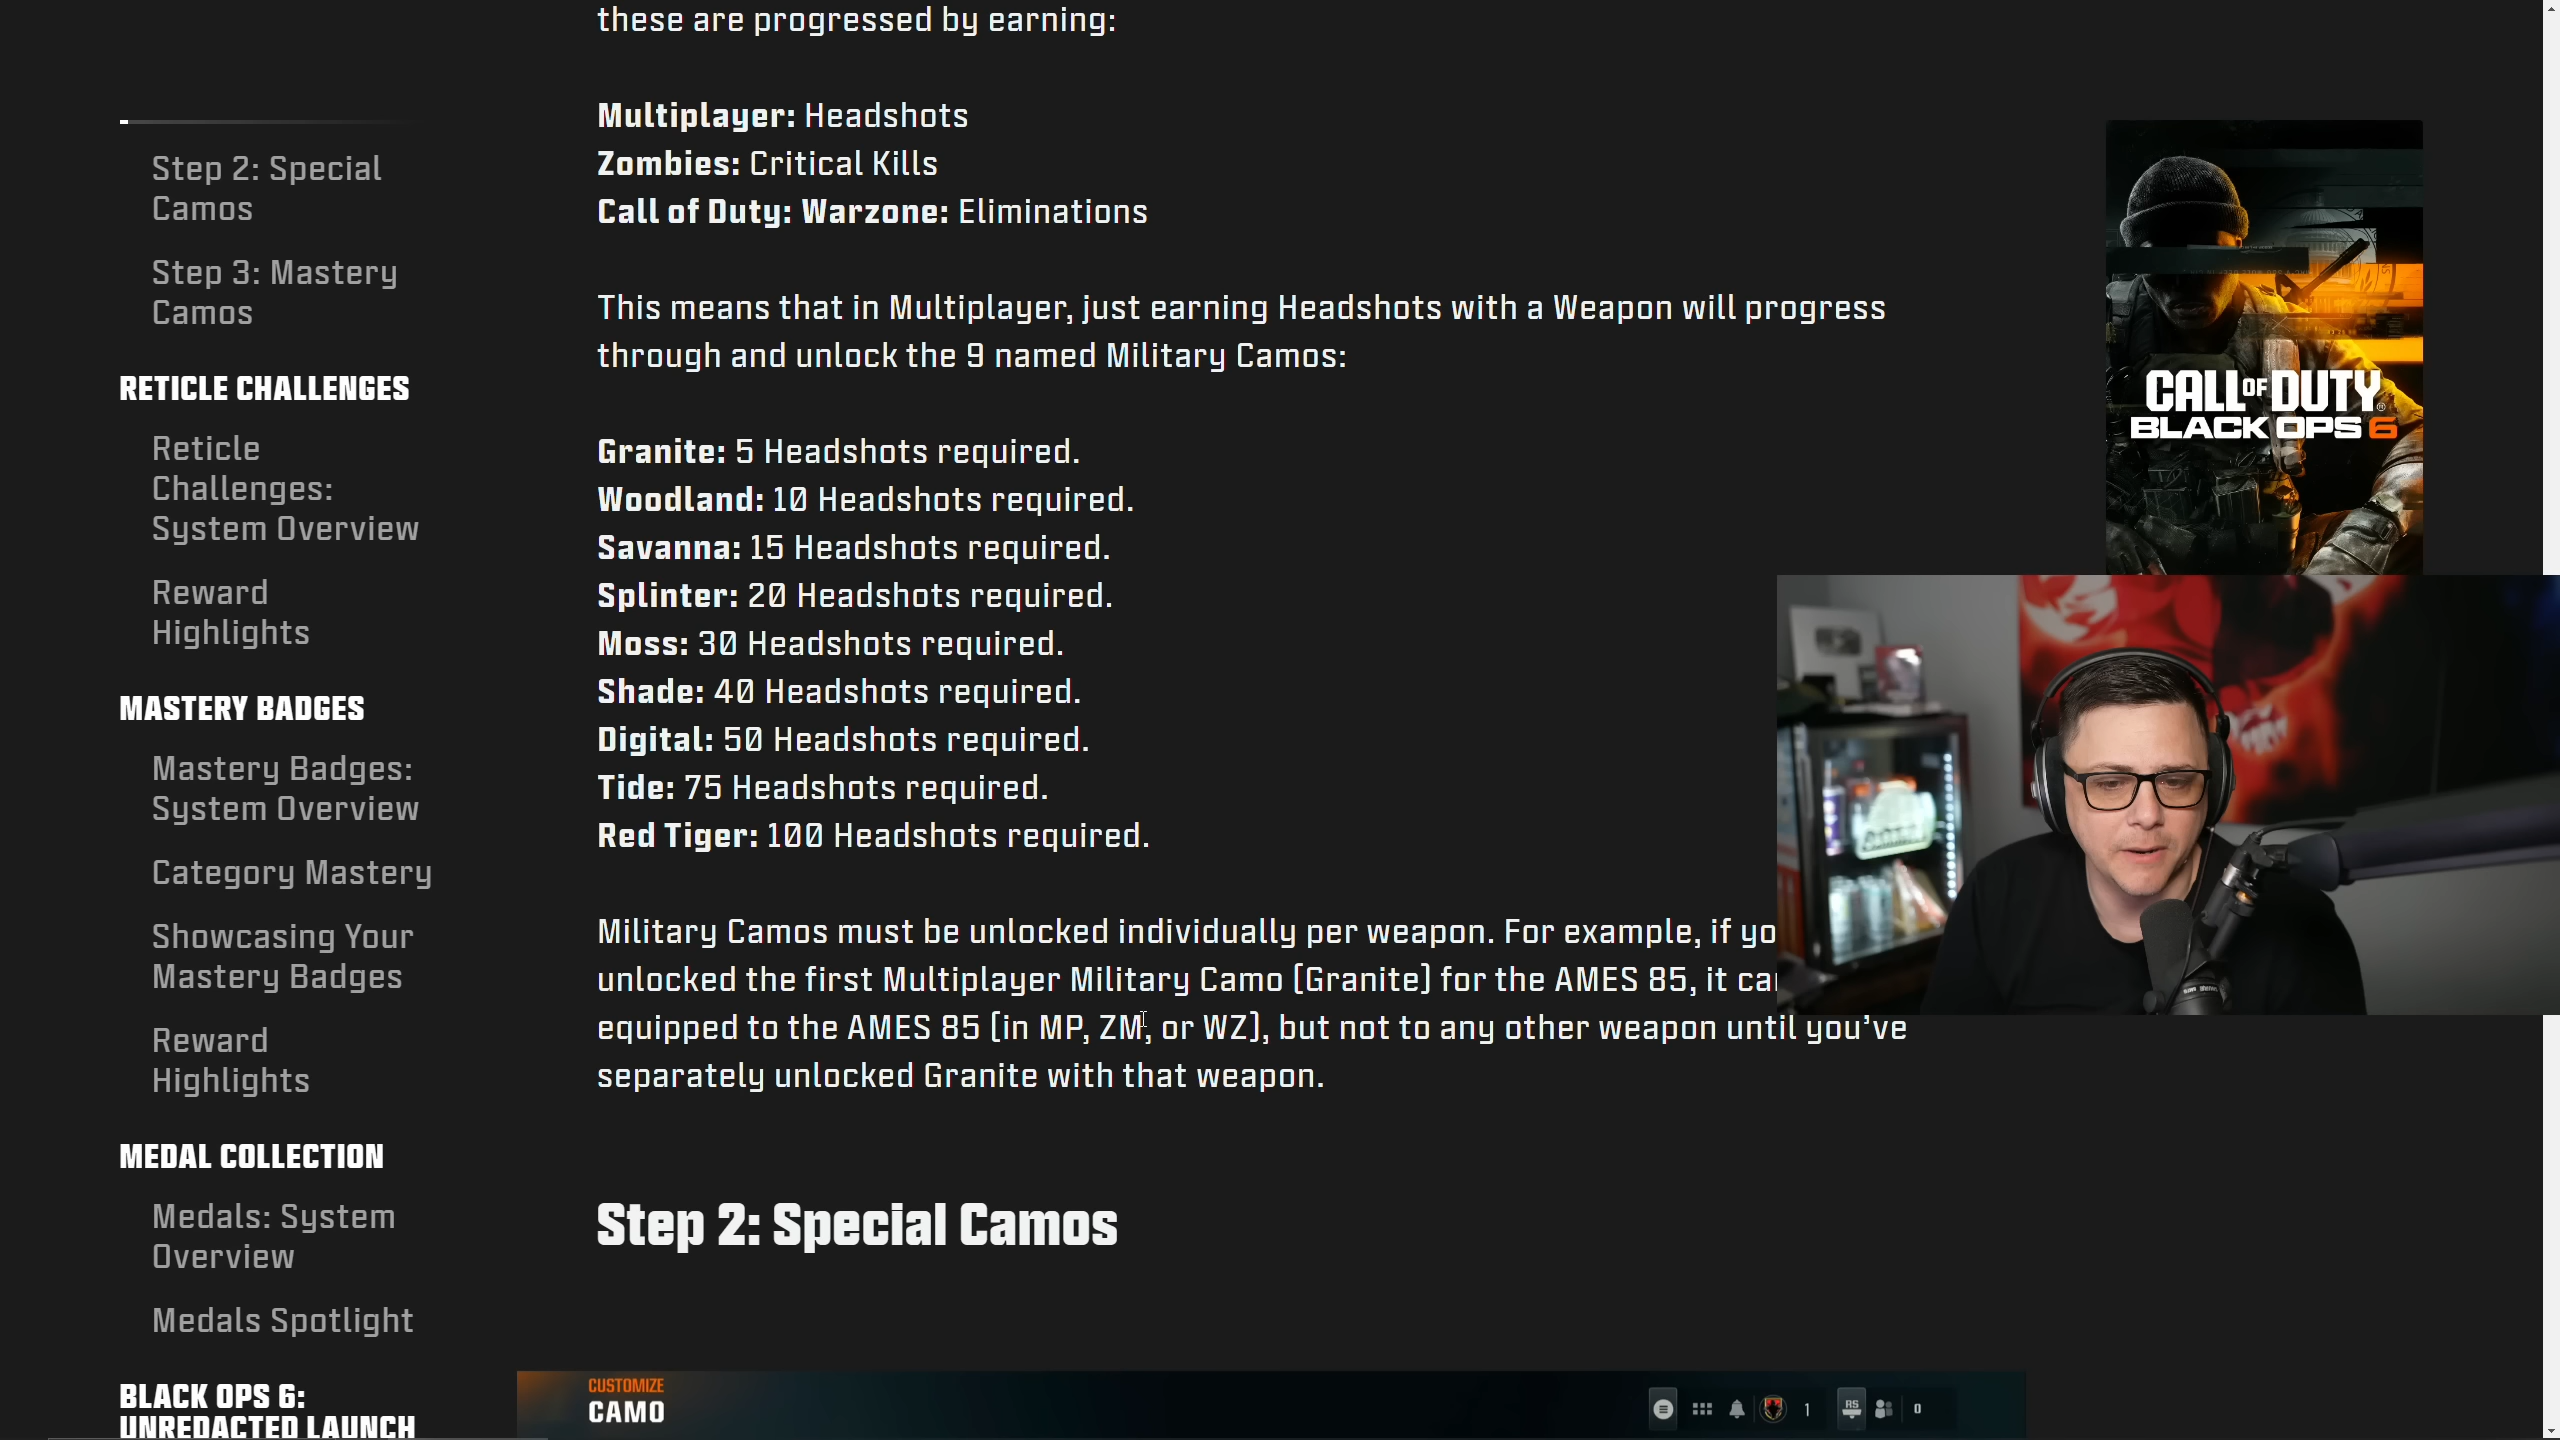 Step 2: Special
Camos
Step 3: Mastery
Camos
RETICLE CHALLENGES
Reticle
Challenges:
System Overview
Reward
Highlights
MASTERY BADGES
Mastery Badges:
System Overview
Category Mastery
Showcasing Your
Mastery Badges
Reward
Highlights
MEDAL COLLECTION
Medals: System
Overview
Medals Spotlight
BLACK OPS 6:
UNREDACTED LAUNCH
these are progressed by earning:
Multiplayer: Headshots
Zombies: Critical Kills
Call of Duty: Warzone: Eliminations
This means that in Multiplayer, just earning Headshots with a Weapon will progress
through and unlock the 9 named Military Camos:
Granite: 5 Headshots required.
Woodland: 10 Headshots required.
Savanna: 15 Headshots required.
Splinter: 20 Headshots required.
Moss: 30 Headshots required.
Shade: 40 Headshots required.
Digital: 50 Headshots required.
Tide: 75 Headshots required.
Red Tiger: 100 Headshots required.
Military Camos must be unlocked individually per weapon. For example, if yo
unlocked the first Multiplayer Military Camo (Granite) for the AMES 85, it ca
equipped to the AMES 85 (in MP, ZM, or WZ), but not to any other weapon until you've
separately unlocked Granite with that weapon.
Step 2: Special Camos
CUSTOMIZE
CAMO
1
RS
0
CALL OF DUTY
BLACK OPS 6